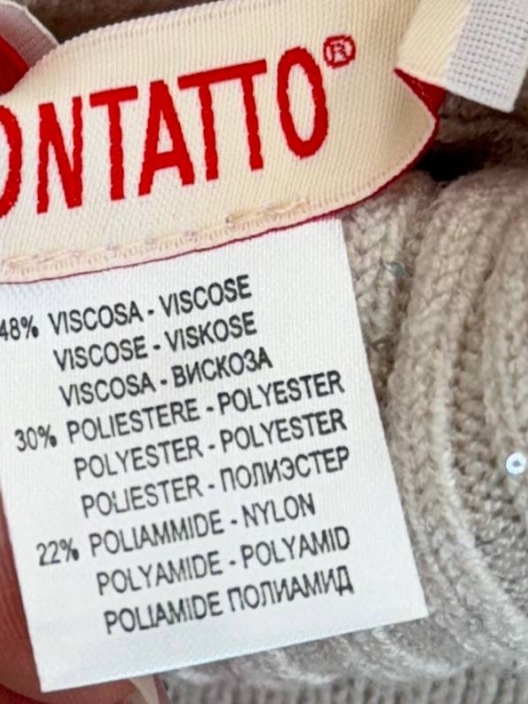 ONTATTO®
48% VISCOSA - VISCOSE
VISCOSE - VISKOSE
VISCOSA - ВИСКОЗА
30% POLIESTERE - POLYESTER
POLYESTER - POLYESTER
POLIESTER - ПОЛИЭСТЕР
22% POLIAMMIDE - NYLON
POLYAMIDE - POLYAMID
POLIAMIDE ПОЛИАМИД